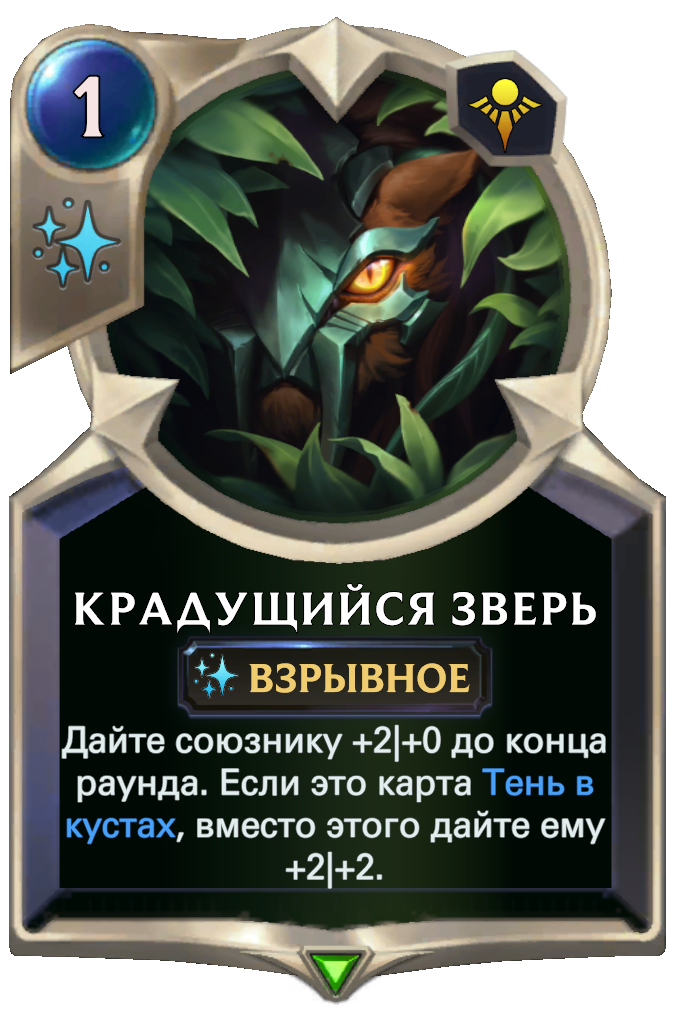 1
КРАДУЩИЙСЯ ЗВЕРЬ
ВЗРЫВНОЕ
Дайте союзнику +2|+0 до конца
раунда. Если это карта Тень в
кустах, вместо этого дайте ему
+2|+2.